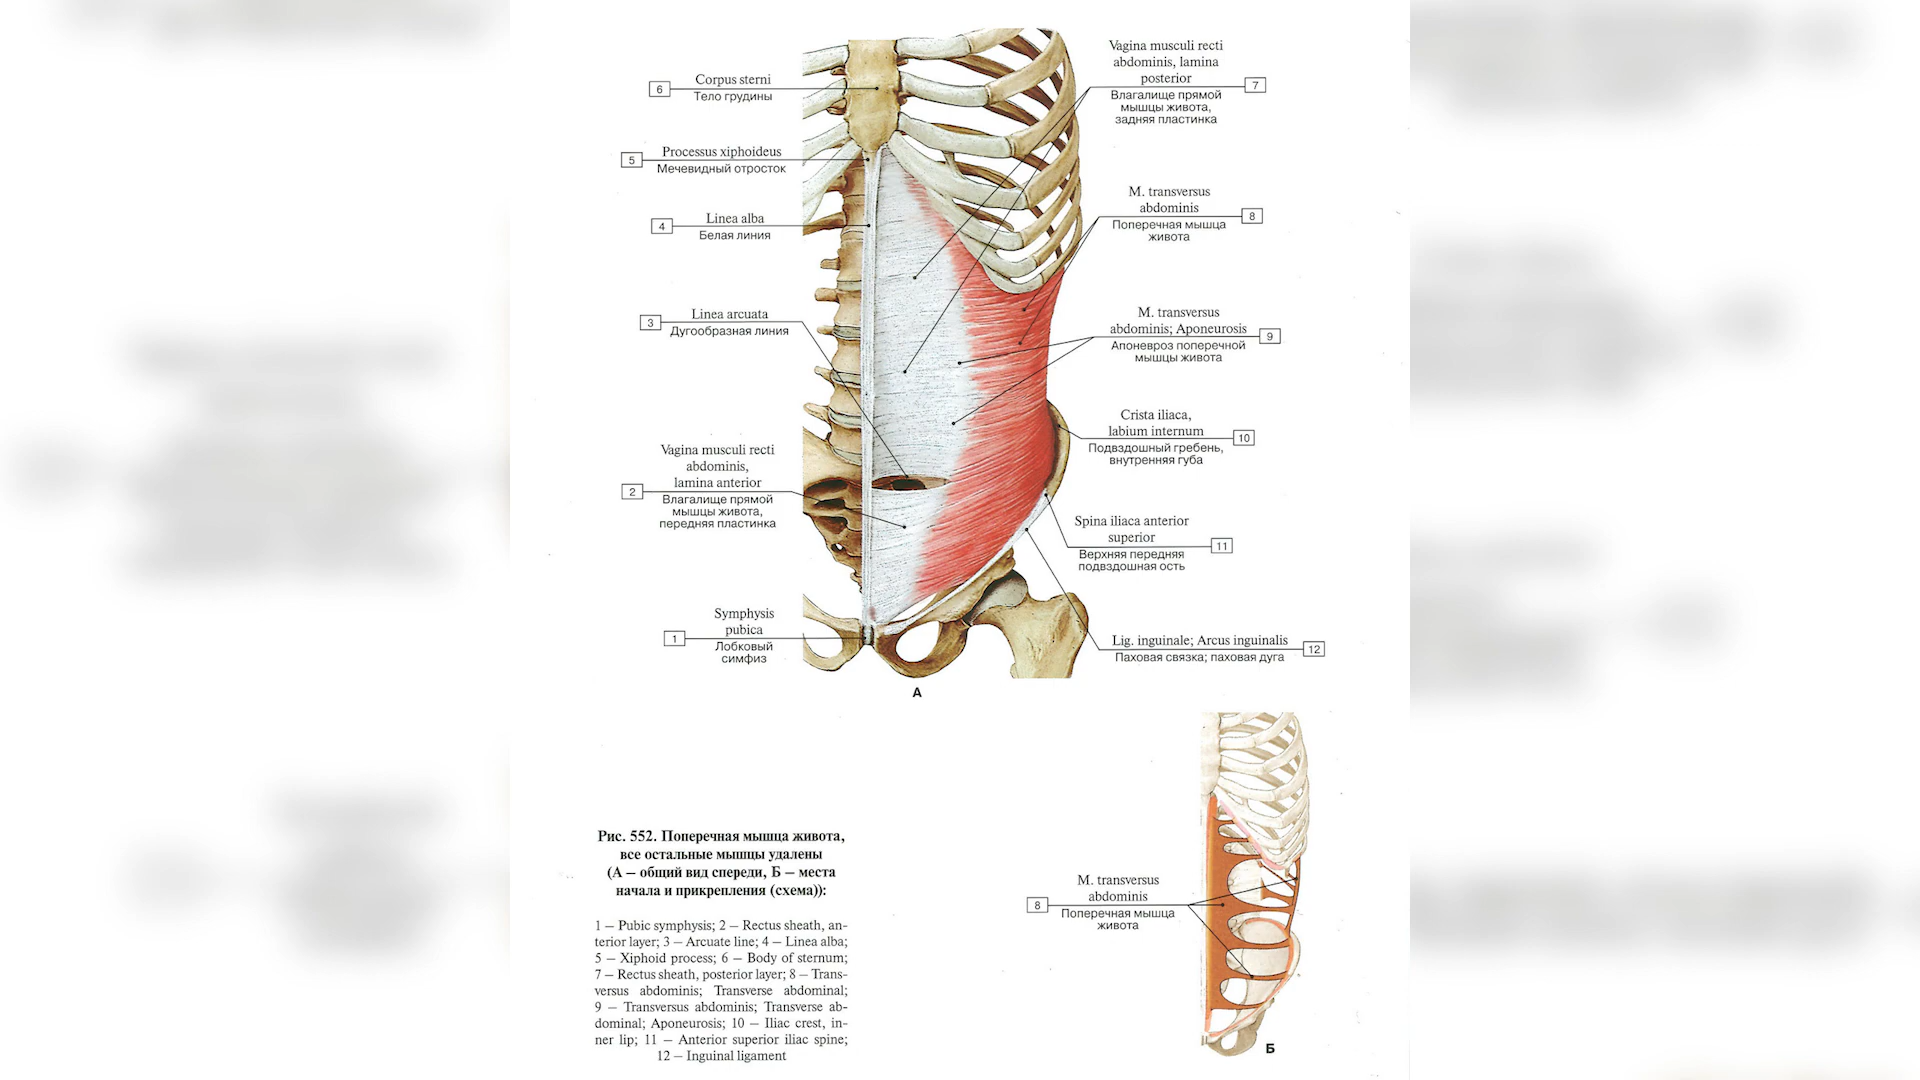 6
Corpus sterni
Тело грудины
5
Processus xiphoideus
Мечевидный отросток
4
Linea alba
Белая линия
3
Linea arcuata
Дугообразная линия
2
Vagina musculi recti
abdominis,
lamina anterior
Влагалище прямой
мышцы живота,
передняя пластинка
1
Symphysis
pubica
Лобковый
симфиз
Vagina musculi recti
abdominis, lamina
posterior
Влагалище прямой
мышцы живота,
задняя пластинка
7
M. transversus
abdominis
Поперечная мышца
живота
8
M. transversus
abdominis; Aponeurosis
Апоневроз поперечной
мышцы живота
9
Crista iliaca,
labium internum
Подвздошный гребень,
внутренняя губа
10
Spina iliaca anterior
superior
Верхняя передняя
подвздошная ость
11
Lig. inguinale; Arcus inguinalis
Паховая связка; паховая дуга
12
А
Рис. 552. Поперечная мышца живота,
все остальные мышцы удалены
(А – общий вид спереди, Б – места
начала и прикрепления (схема)):
1 – Pubic symphysis; 2 – Rectus sheath, an-
terior layer; 3 – Arcuate line; 4 – Linea alba;
5 – Xiphoid process; 6 – Body of sternum;
7 – Rectus sheath, posterior layer; 8 – Trans-
versus abdominis; Transverse abdominal;
9 – Transversus abdominis; Transverse ab-
dominal; Aponeurosis; 10 – Iliac crest, in-
ner lip; 11 – Anterior superior iliac spine;
12 – Inguinal ligament
8
M. transversus
abdominis
Поперечная мышца
живота
Б